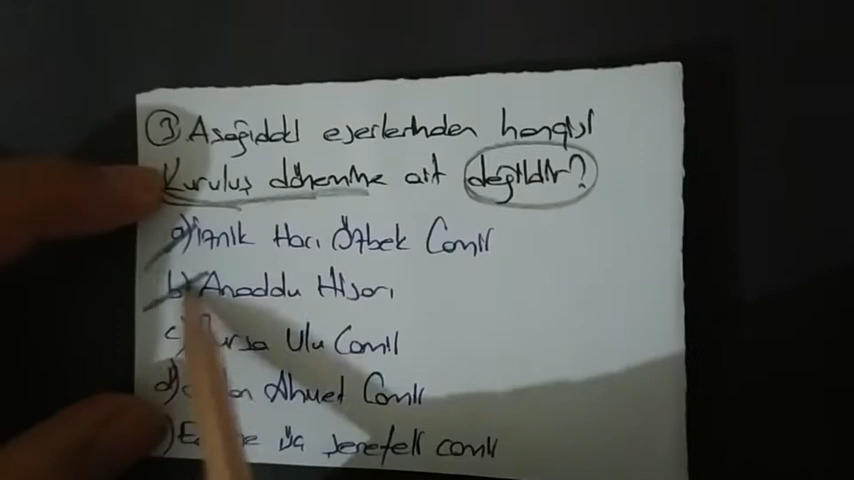 3 Aşağıdaki eserlerinden hangisi
Kuruluş dönemine ait değildir?
a) İznik Hacı Özbek Camii
b) Anadolu Hisarı
c) Bursa Ulu Camii
d) Ahmet Camii
Üç Şerefeli camii